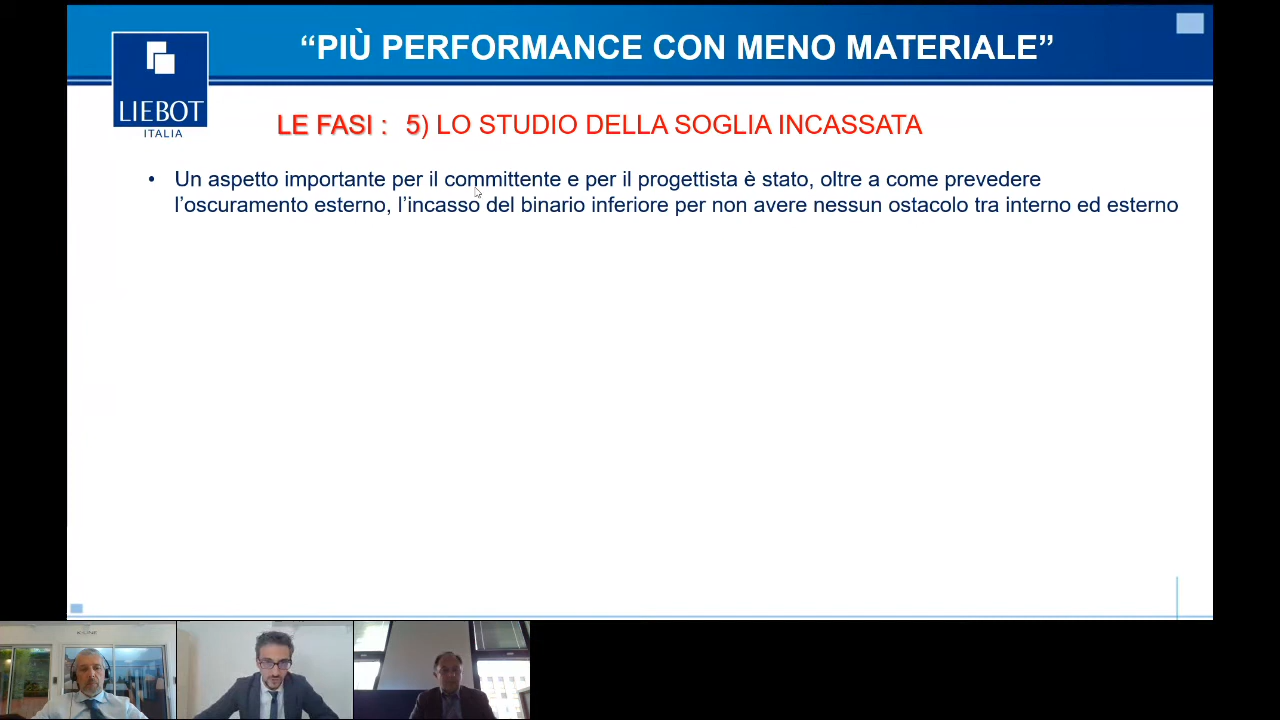 “PIÙ PERFORMANCE CON MENO MATERIALE”
LIEBOT
ITALIA
LE FASI : 5) LO STUDIO DELLA SOGLIA INCASSATA
• Un aspetto importante per il committente e per il progettista è stato, oltre a come prevedere
l’oscuramento esterno, l’incasso del binario inferiore per non avere nessun ostacolo tra interno ed esterno